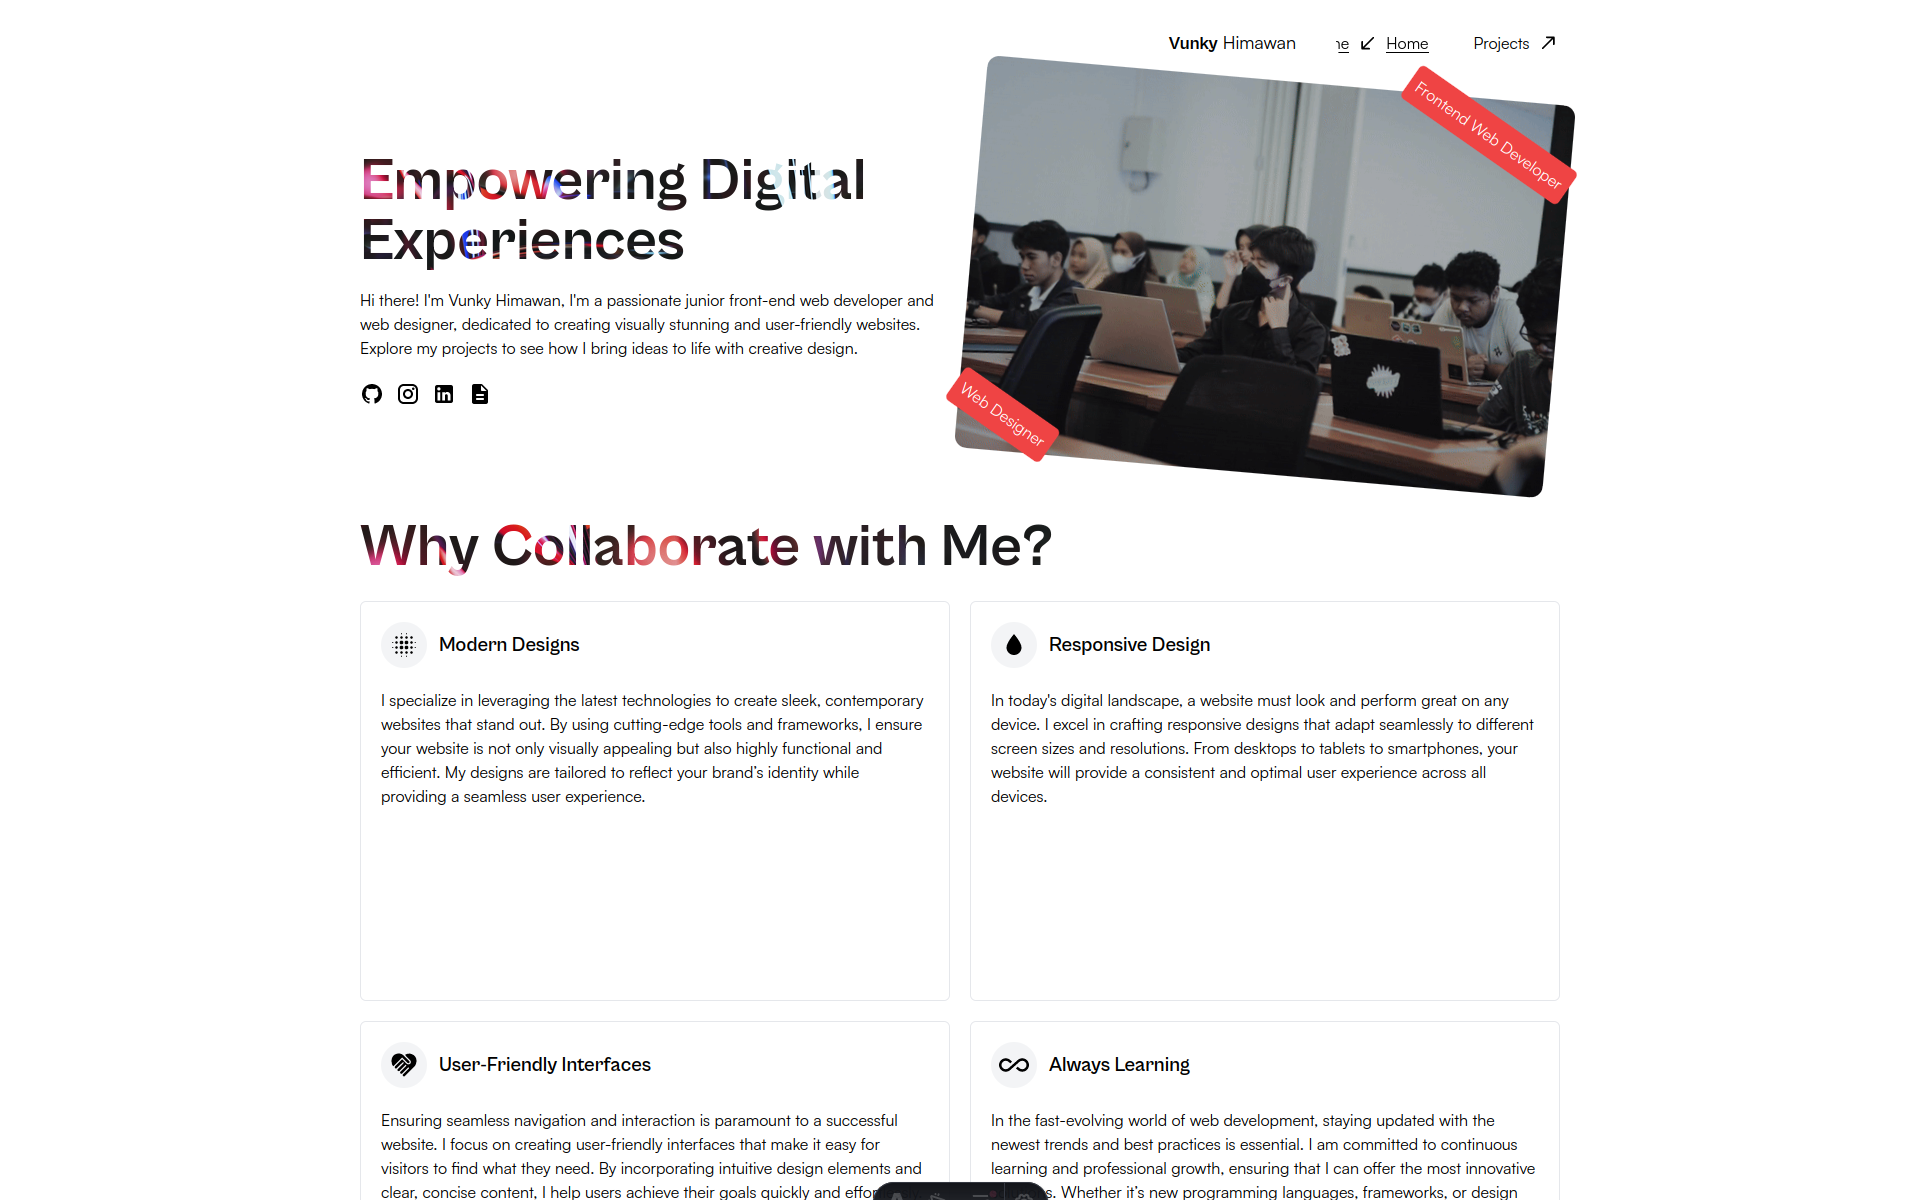 Vunky Himawan
Home
Projects
Frontend Web Developer
Empowering Digital
Experiences
Hi there! I'm Vunky Himawan, I'm a passionate junior front-end web developer and
web designer, dedicated to creating visually stunning and user-friendly websites.
Explore my projects to see how I bring ideas to life with creative design.
Web Designer
Why Collaborate with Me?
Modern Designs
I specialize in leveraging the latest technologies to create sleek, contemporary
websites that stand out. By using cutting-edge tools and frameworks, I ensure
your website is not only visually appealing but also highly functional and
efficient. My designs are tailored to reflect your brand’s identity while
providing a seamless user experience.
Responsive Design
In today's digital landscape, a website must look and perform great on any
device. I excel in crafting responsive designs that adapt seamlessly to different
screen sizes and resolutions. From desktops to tablets to smartphones, your
website will provide a consistent and optimal user experience across all
devices.
User-Friendly Interfaces
Ensuring seamless navigation and interaction is paramount to a successful
website. I focus on creating user-friendly interfaces that make it easy for
visitors to find what they need. By incorporating intuitive design elements and
clear, concise content, I help users achieve their goals quickly and
Always Learning
In the fast-evolving world of web development, staying updated with the
newest trends and best practices is essential. I am committed to continuous
learning and professional growth, ensuring that I can offer the most innovative
Whether it’s new programming languages, frameworks, or design